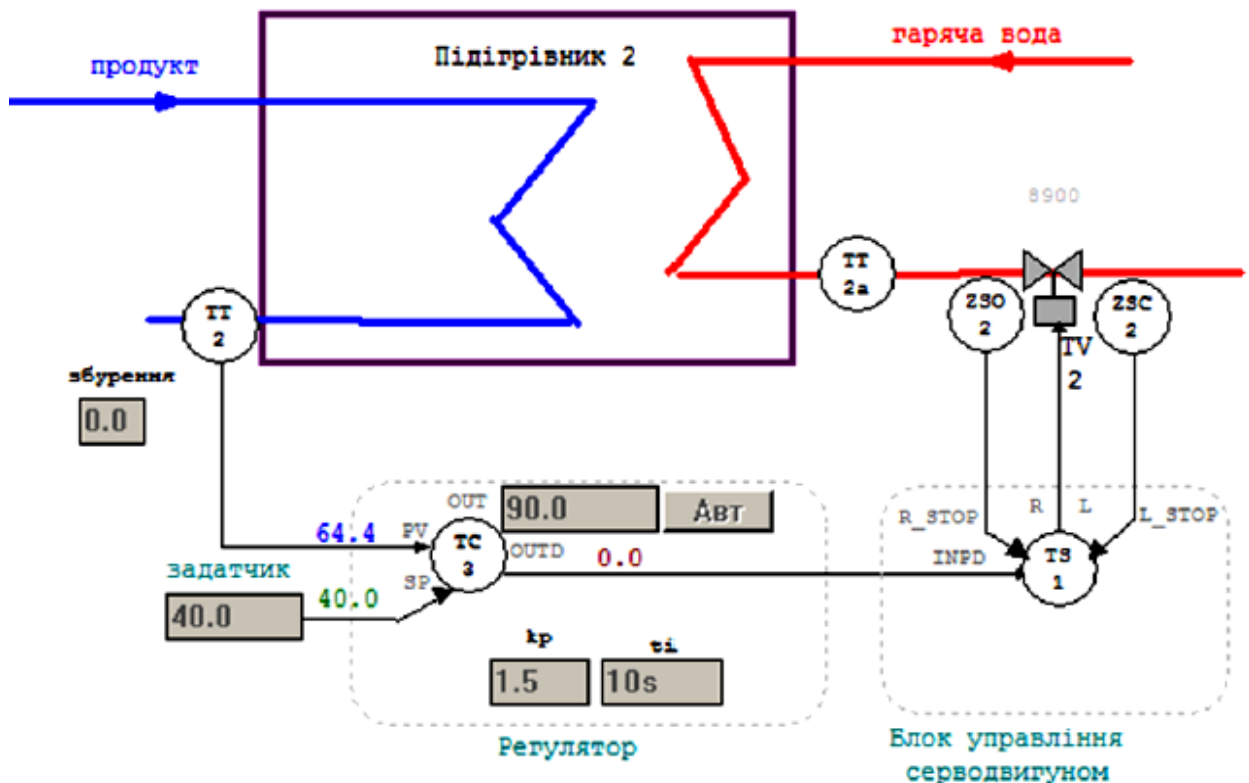 гаряча вода
продукт
Підігрівник 2
8900
TT
2a
ZSO
2
ZSC
2
TT
2
TV
2
збурення
0.0
OUT
90.0
Авт
R_STOP
R
L
L_STOP
64.4
PV
TC
3
OUTD
0.0
INPD
TS
1
задатчик
SP
40.0
40.0
kp
ti
1.5
10s
Регулятор
Блок управління
серводвигуном